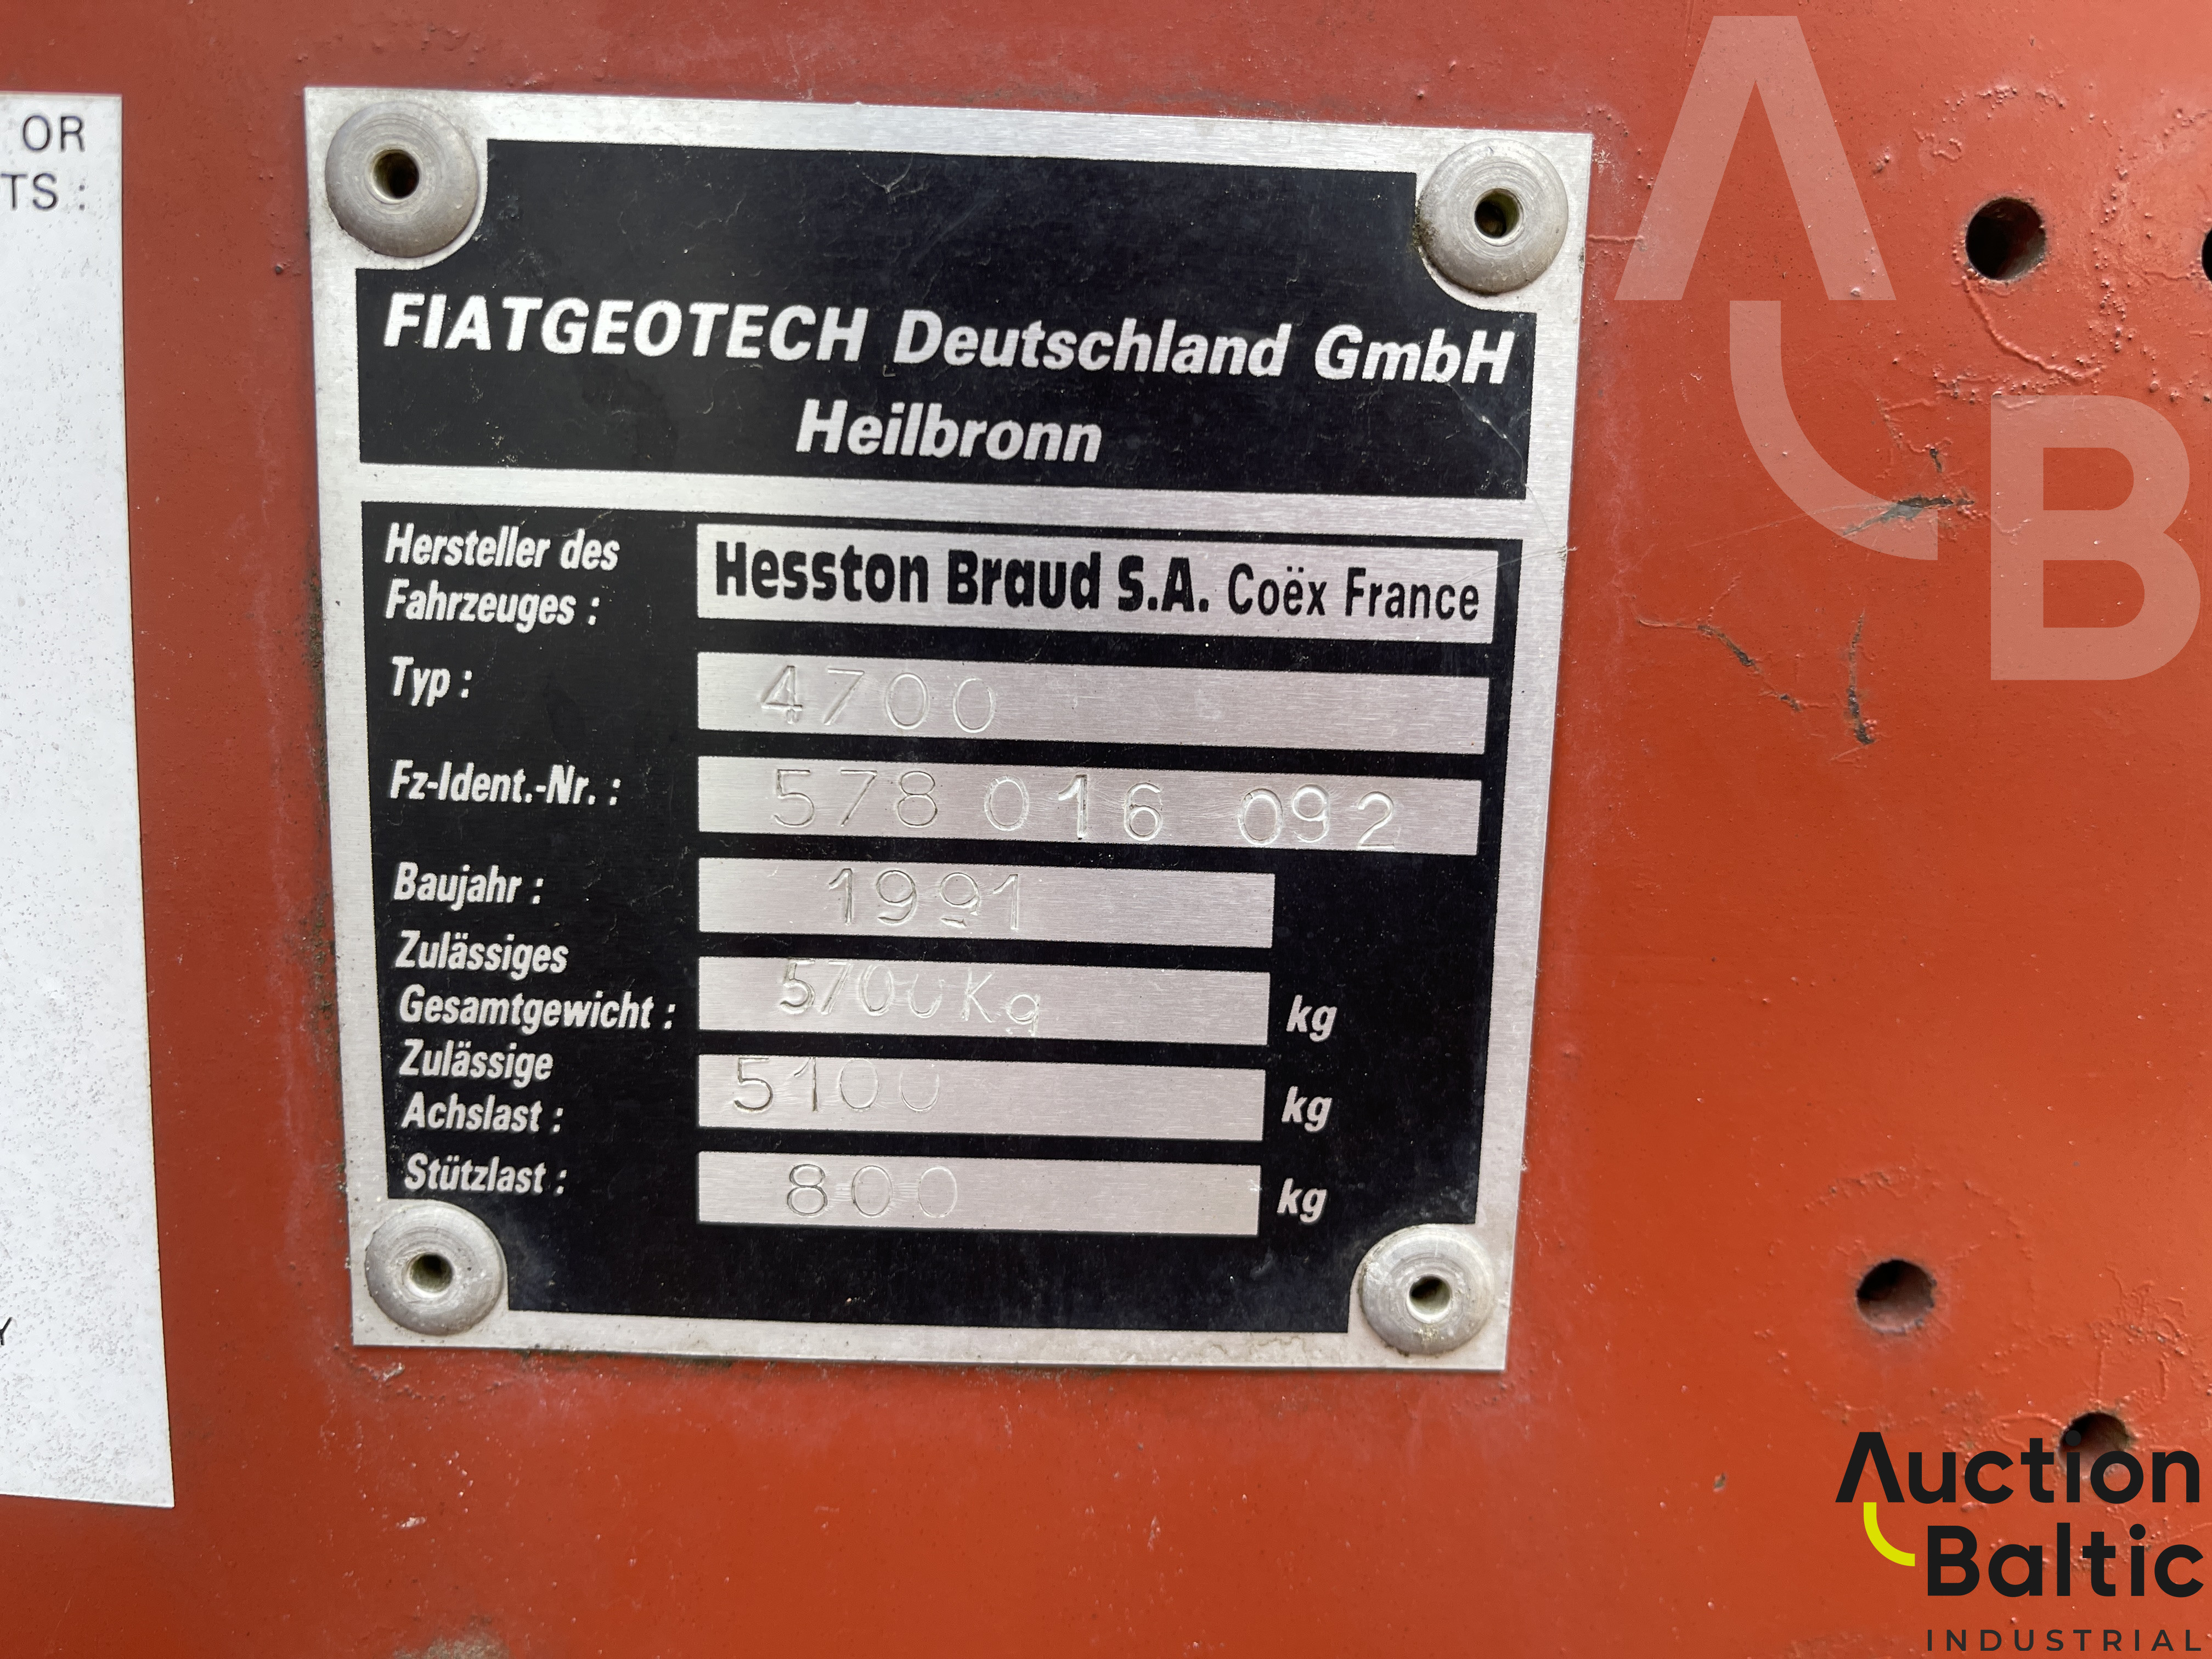 OR
TS :
Y
FIATGEOTECH Deutschland GmbH
Heilbronn
Hersteller des
Fahrzeuges : Hesston Braud S.A. Coëx France
Typ : 4700
Fz-Ident.-Nr. : 578 016 092
Baujahr : 1991
Zulässiges
Gesamtgewicht : 5700Kg kg
Zulässige
Achslast : 5100 kg
Stützlast : 800 kg
AB
Auction
Baltic
INDUSTRIAL